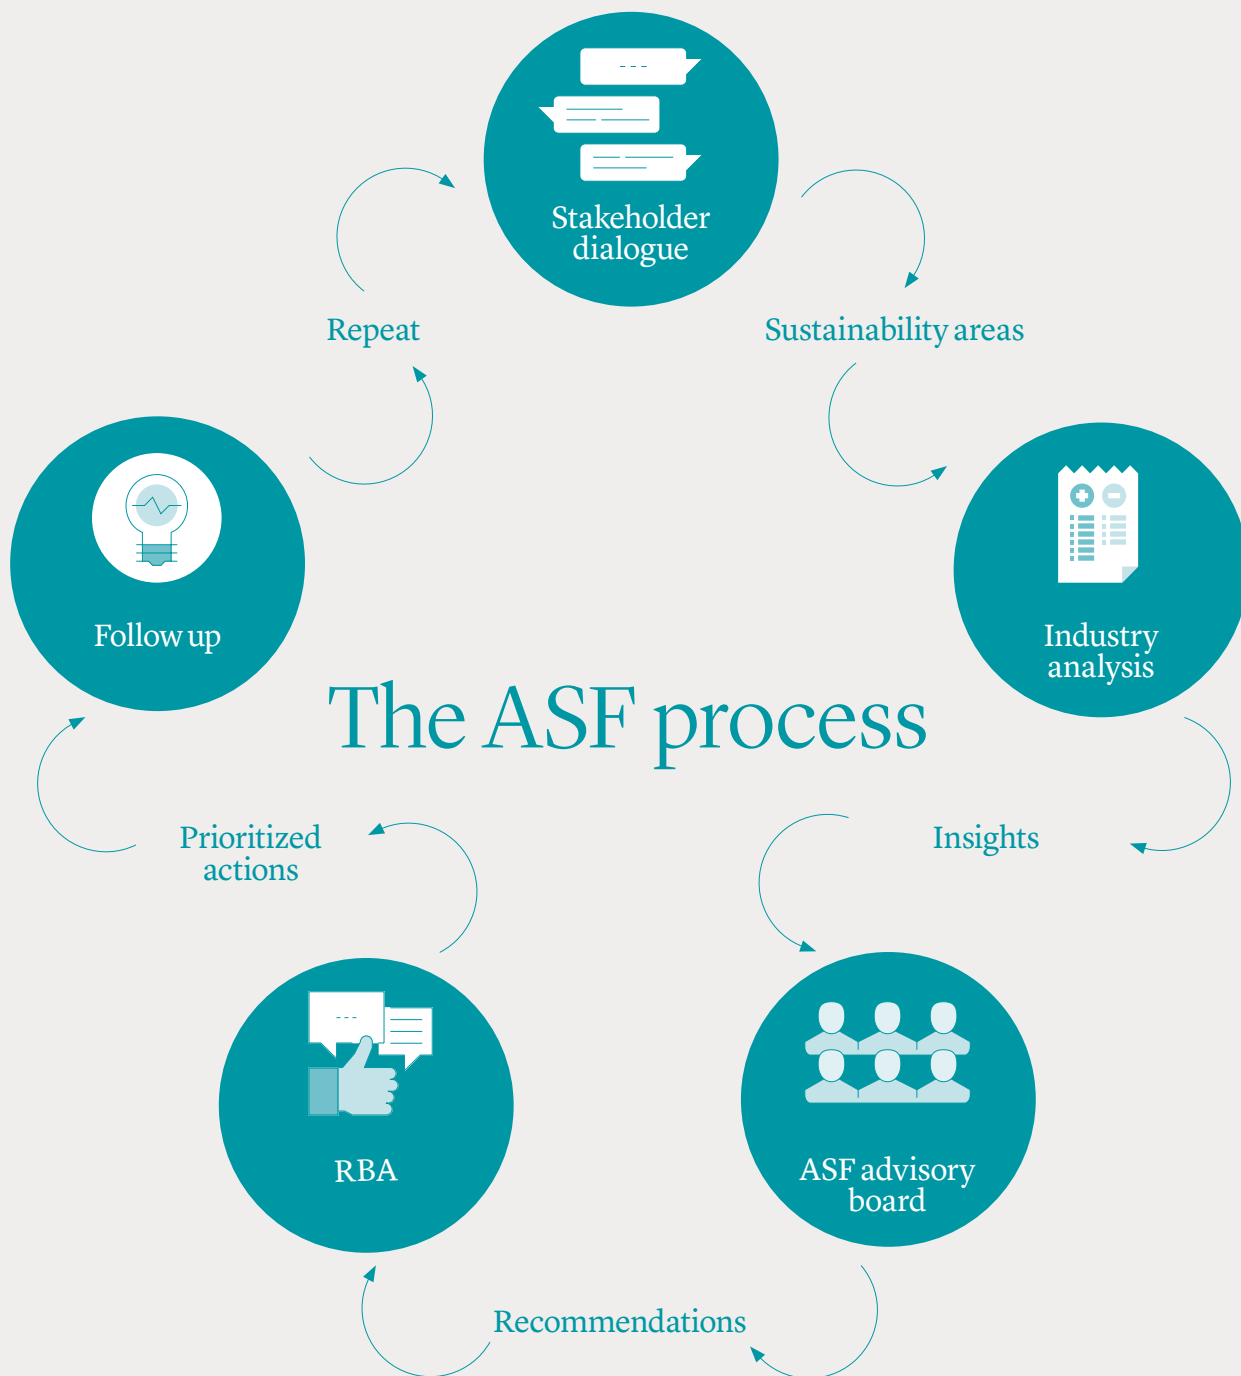 Stakeholder
dialogue
Repeat
Sustainability areas
Follow up
Industry
analysis
The ASF process
Prioritized
actions
Insights
RBA
ASF advisory
board
Recommendations